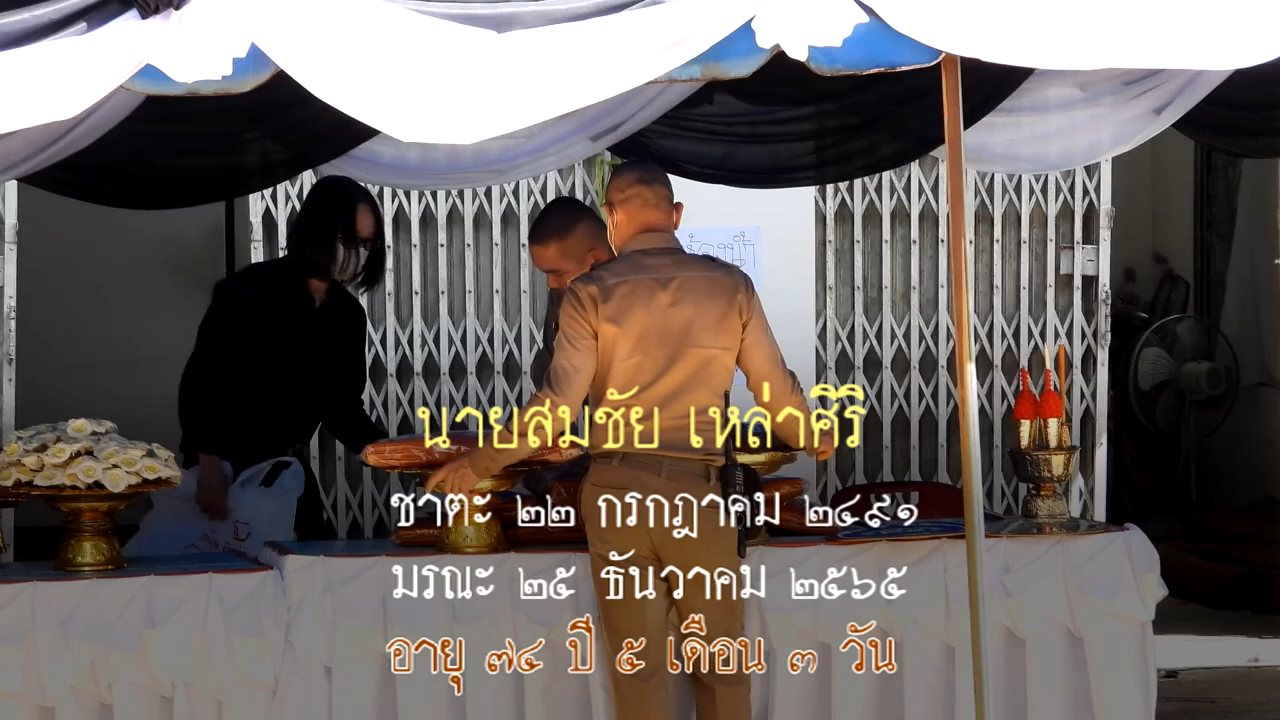 นายสมชัย เหล่าศิริ
ชาตะ ๒๒ กรกฎาคม ๒๔๙๑
มรณะ ๒๕ ธันวาคม ๒๕๖๕
อายุ ๗๔ ปี ๕ เดือน ๓ วัน